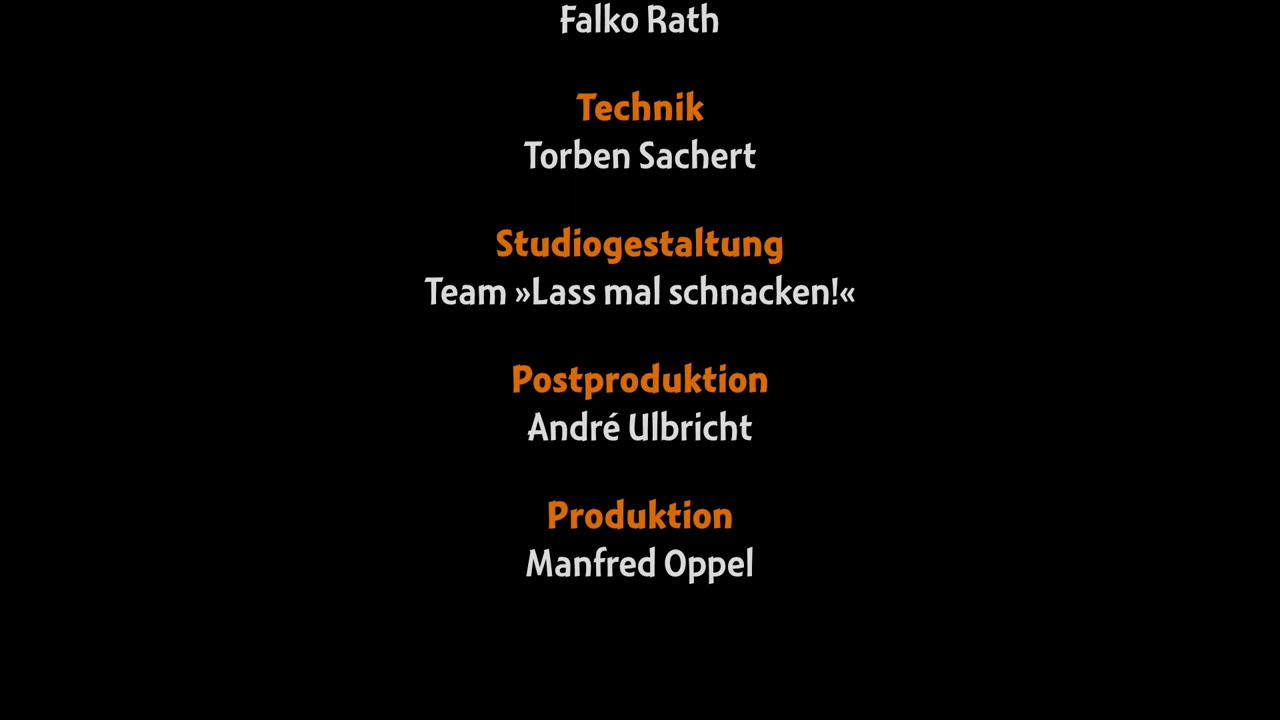 Falko Rath
Technik
Torben Sachert
Studiogestaltung
Team »Lass mal schnacken!«
Postproduktion
André Ulbricht
Produktion
Manfred Oppel